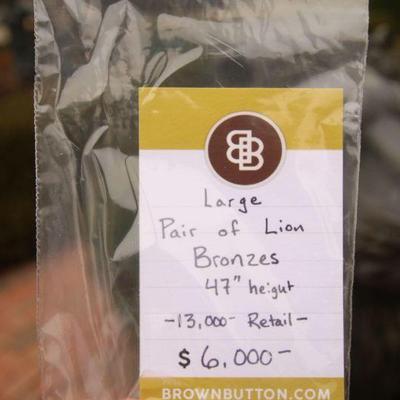 BB
Large
Pair of Lion
Bronzes
47" height
-13,000- Retail-
$ 6,000-
BROWNBUTTON.COM